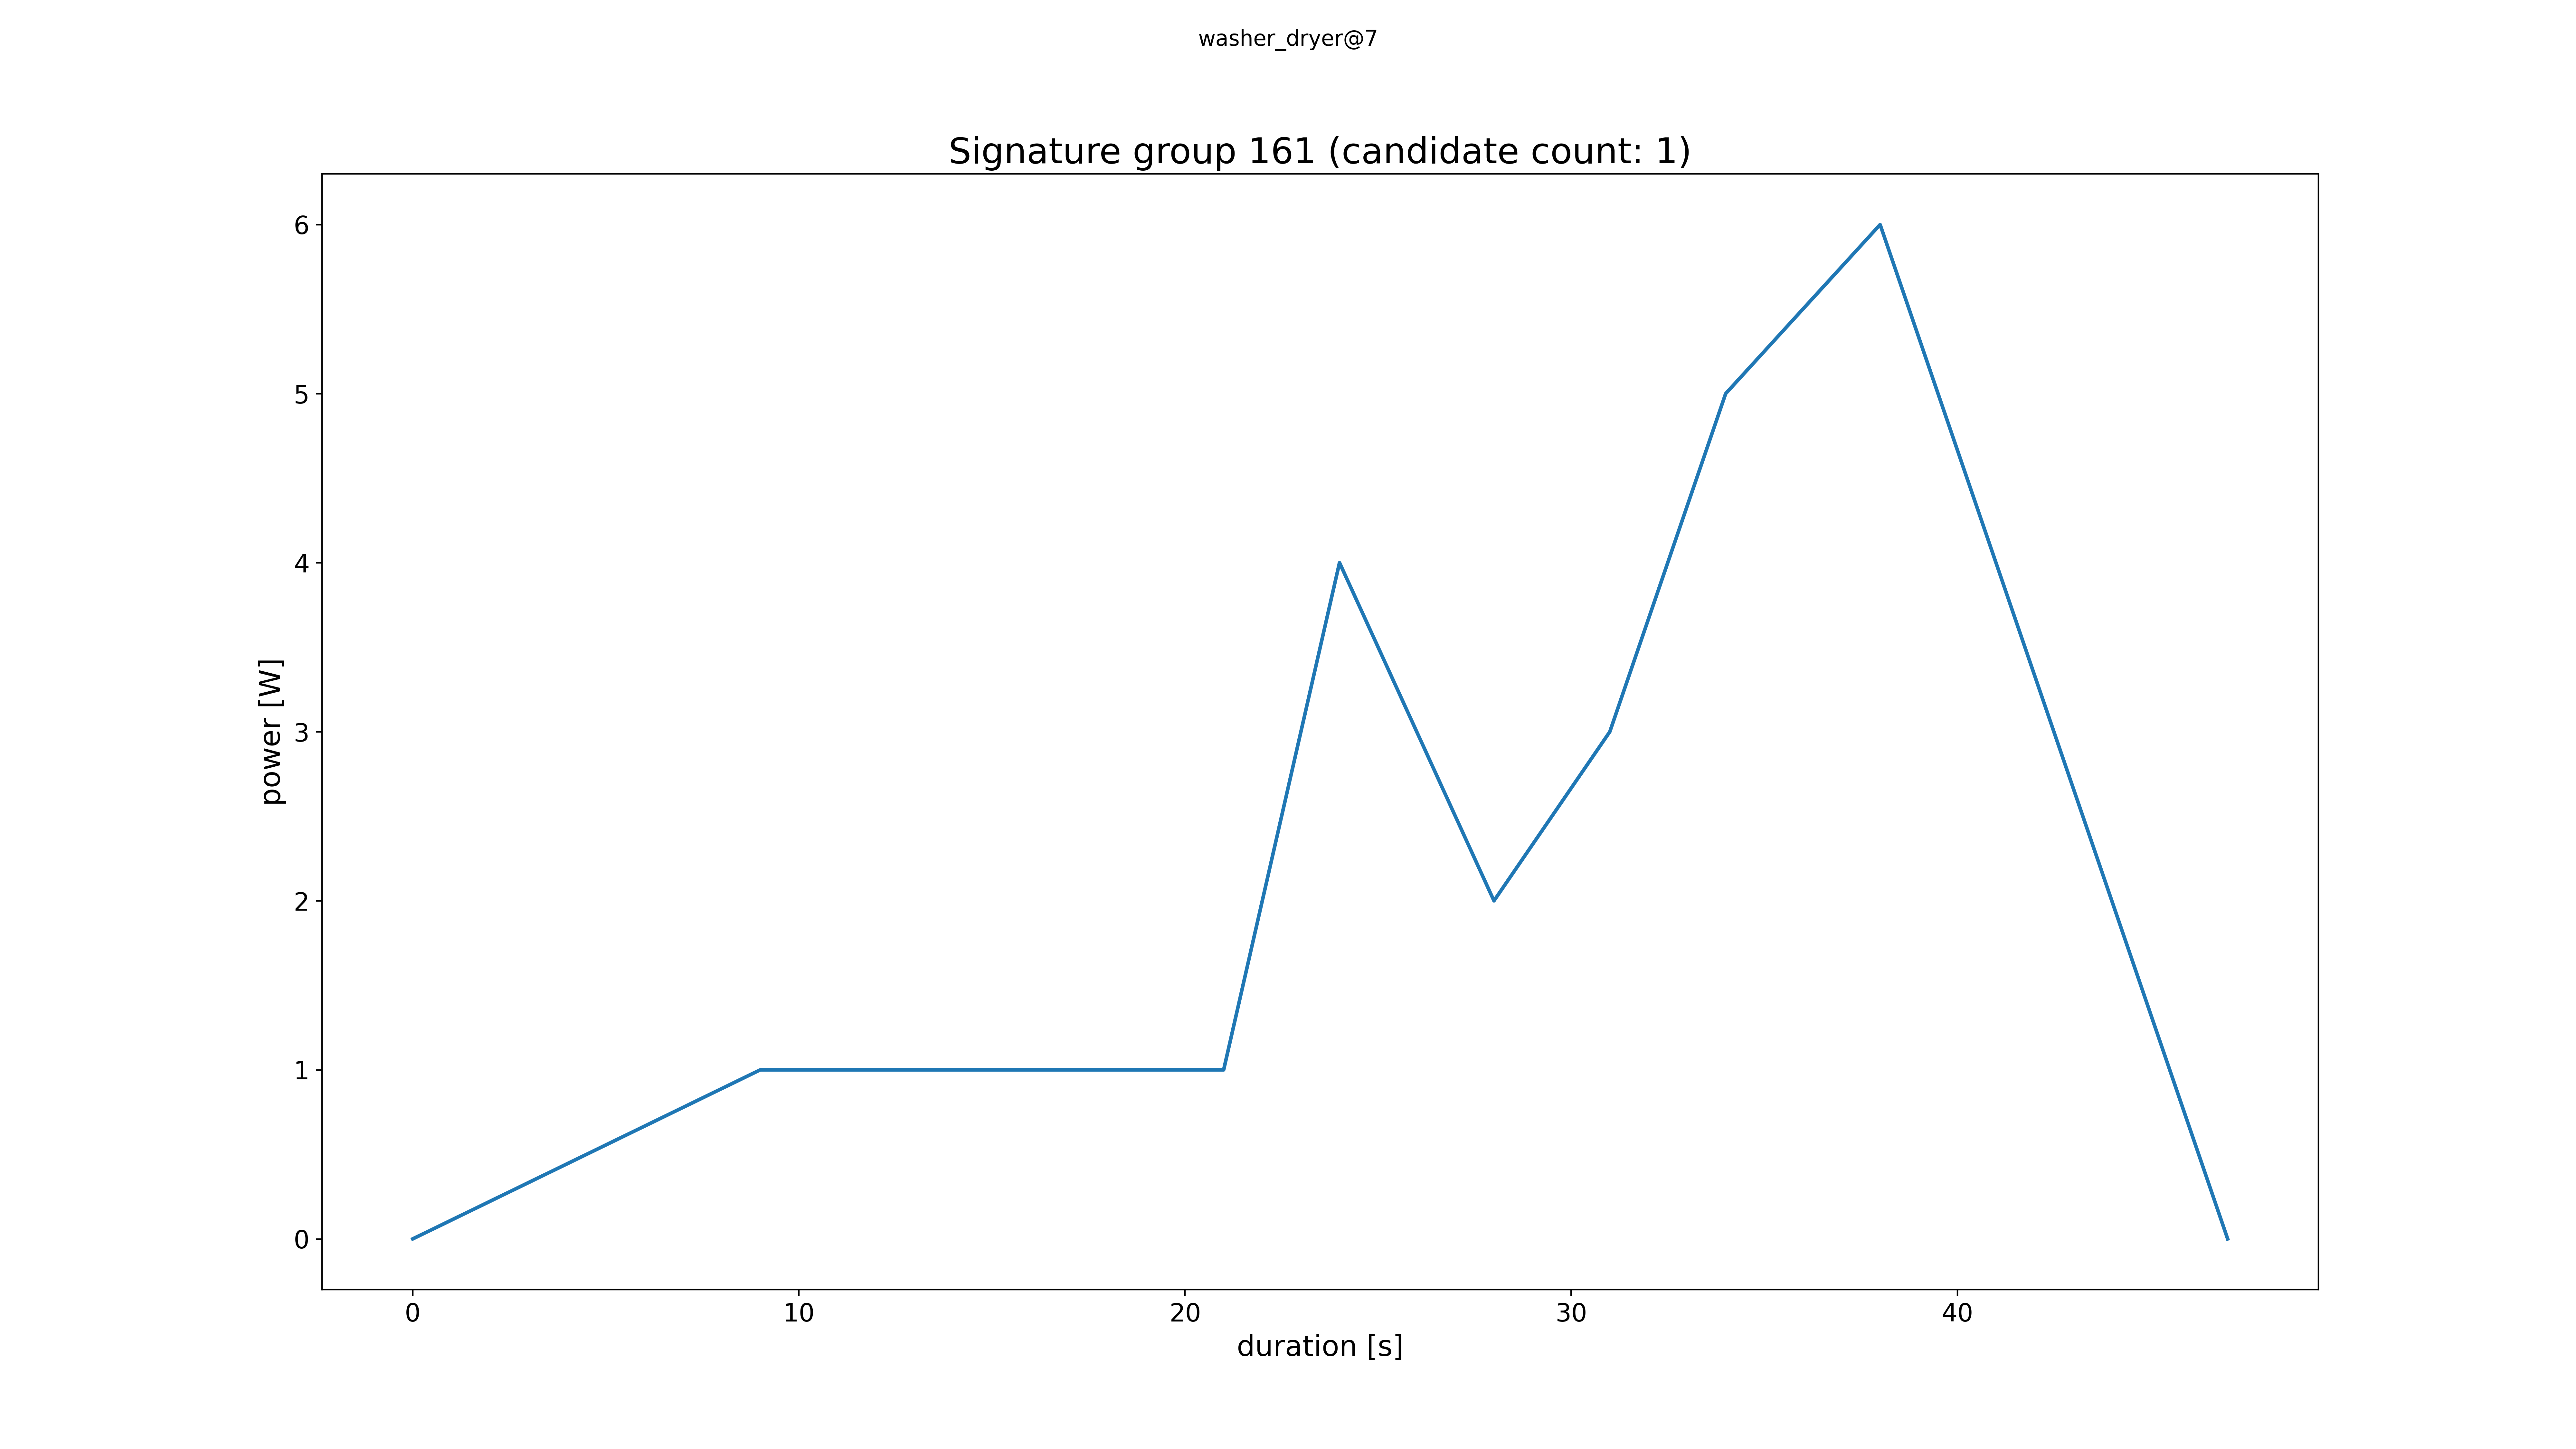 washer_dryer@7
Signature group 161 (candidate count: 1)
6
5
4
3
2
1
0
power [W]
0 10 20 30 40
duration [s]